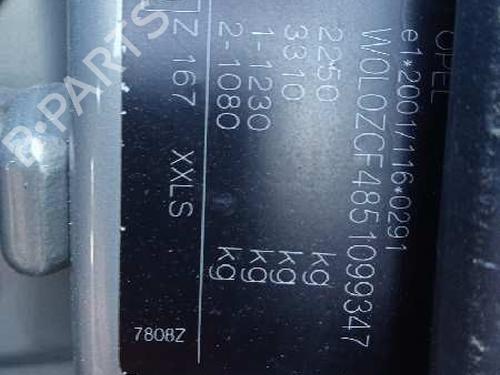 OPEL
e1*2001/116*0291
W0L0ZCF4851099347
2250 kg
3310 kg
1-1230 kg
2-1080 kg
Z 167 XXLS
7808Z
B-PARTS